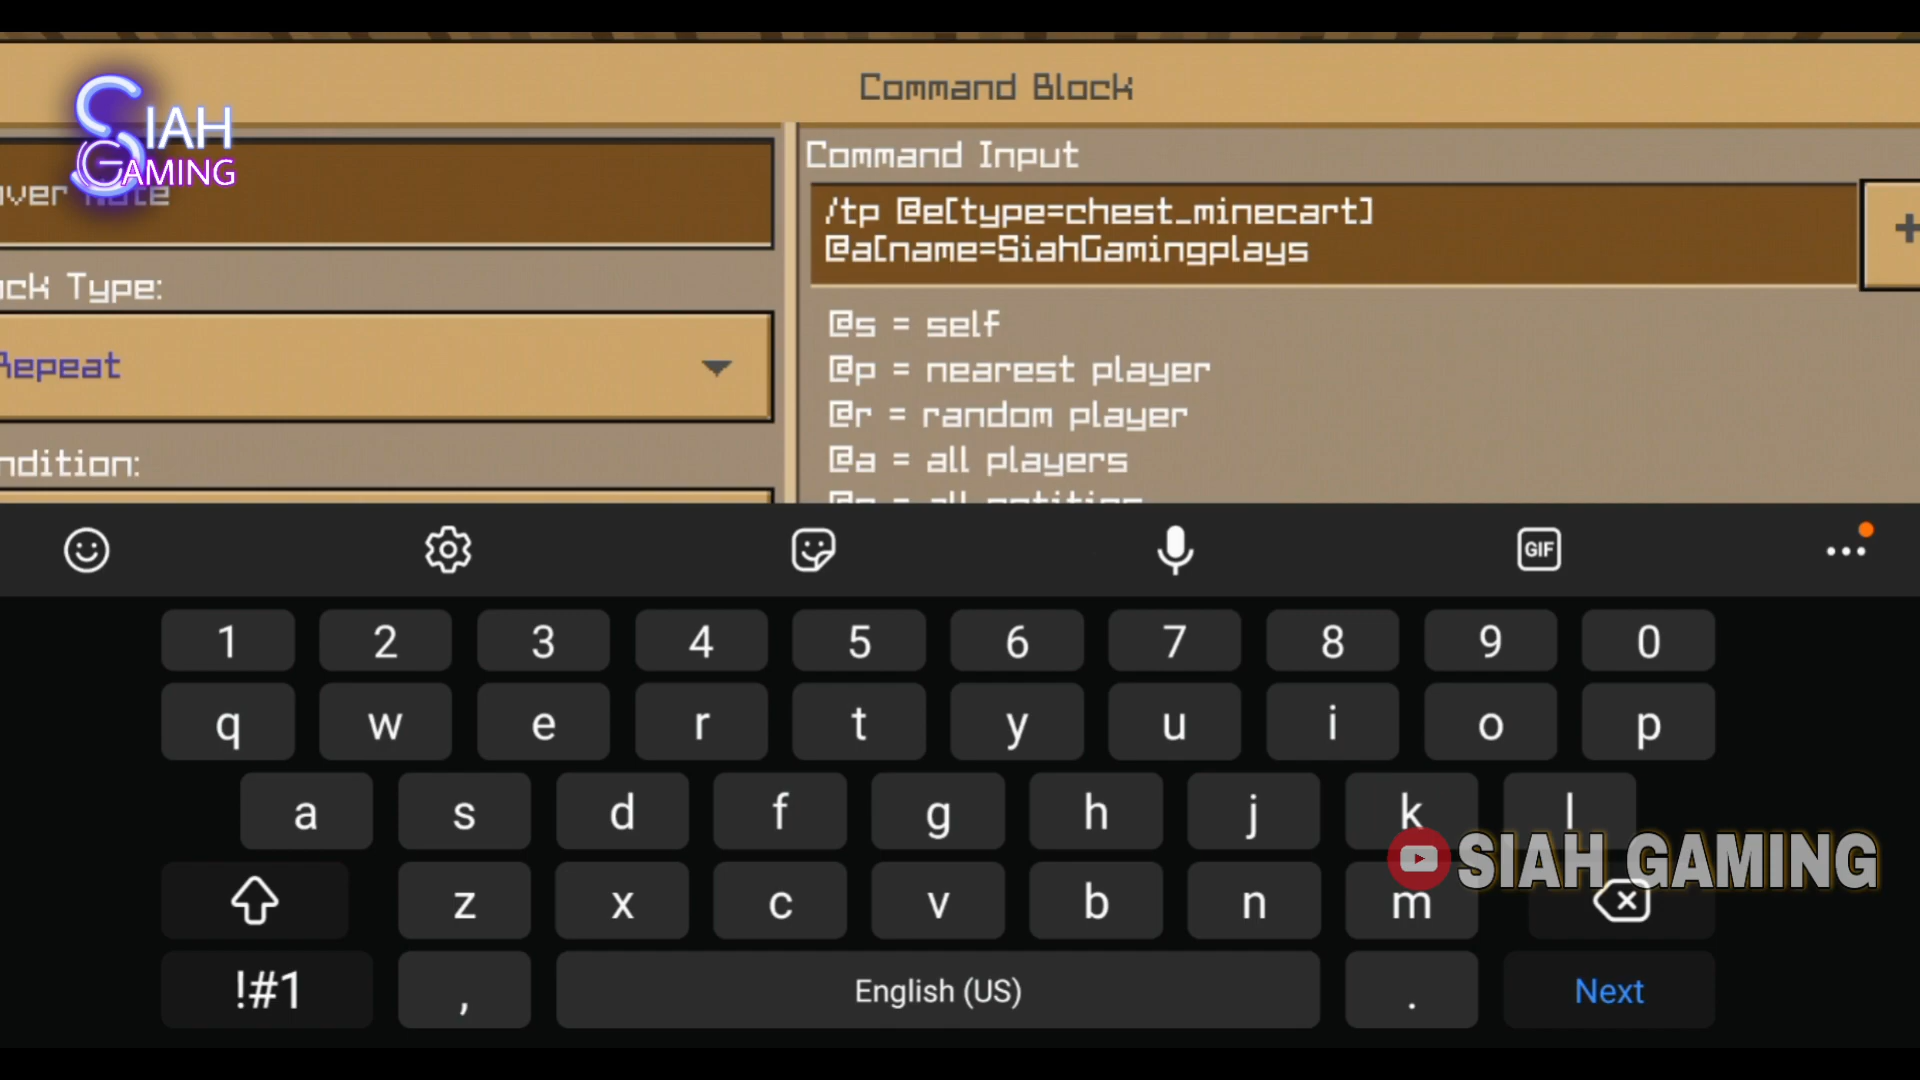 Command Block
SIAH
GAMING
Command Input
/tp @e[type=chest_minecart]
@a[name=SiahGamingplays
ock Type:
Repeat
ndition:
@s = self
@p = nearest player
@r = random player
@a = all players
GIF
1 2 3 4 5 6 7 8 9 0
q w e r t y u i o p
a s d f g h j k l
SIAH GAMING
z x c v b n m
!#1 , English (US) . Next